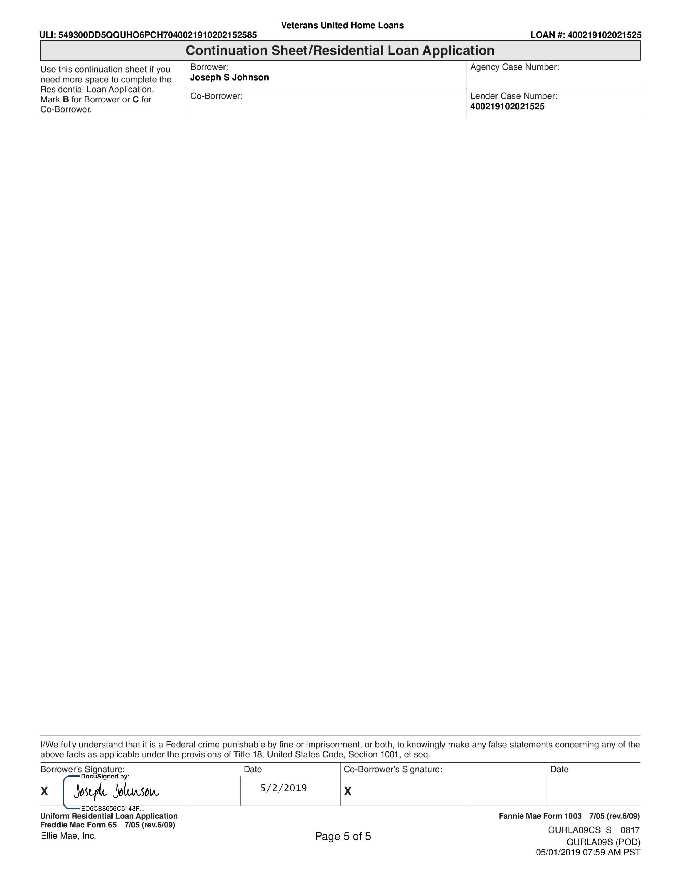 Veterans United Home Loans
ULI: 549300DD5QQUHO6PCH70400219102021525​85
LOAN #: 400219102021525
Continuation Sheet/Residential Loan Application
Use this continuation sheet if you
need more space to complete the
Residential Loan Application.
Mark B for Borrower or C for
Co-Borrower.
Borrower:
Joseph S Johnson
Agency Case Number:
Co-Borrower:
Lender Case Number:
400219102021525
I/We fully understand that it is a Federal crime punishable by fine or imprisonment, or both, to knowingly make any false statements concerning any of the
above facts as applicable under the provisions of Title 18, United States Code, Section 1001, et seq.
Borrower's Signature:
Date
Co-Borrower's Signature:
Date
DocuSigned by:
X
Joseph Johnson
5/2/2019
X
Uniform Residential Loan Application
Freddie Mac Form 65 7/05 (rev.6/09)
Fannie Mae Form 1003 7/05 (rev.6/09)
Ellie Mae, Inc.
Page 5 of 5
GURLA09CS_S 0817
GURLA09S (POD)
05/01/2019 07:59 AM PST